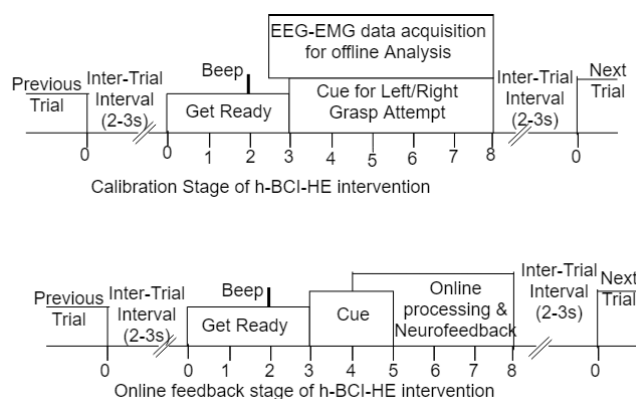 EEG-EMG data acquisition
for offline Analysis
Previous
Trial
Inter-Trial
Interval
(2-3s)
Beep
Get Ready
Cue for Left/Right
Grasp Attempt
Inter-Trial
Interval
(2-3s)
Next
Trial
0 0 1 2 3 4 5 6 7 8 0
Calibration Stage of h-BCI-HE intervention
Previous
Trial
Inter-Trial
Interval
(2-3s)
Beep
Get Ready
Cue
Online
processing &
Neurofeedback
Inter-Trial
Interval
(2-3s)
Next
Trial
0 0 1 2 3 4 5 6 7 8 0
Online feedback stage of h-BCI-HE intervention